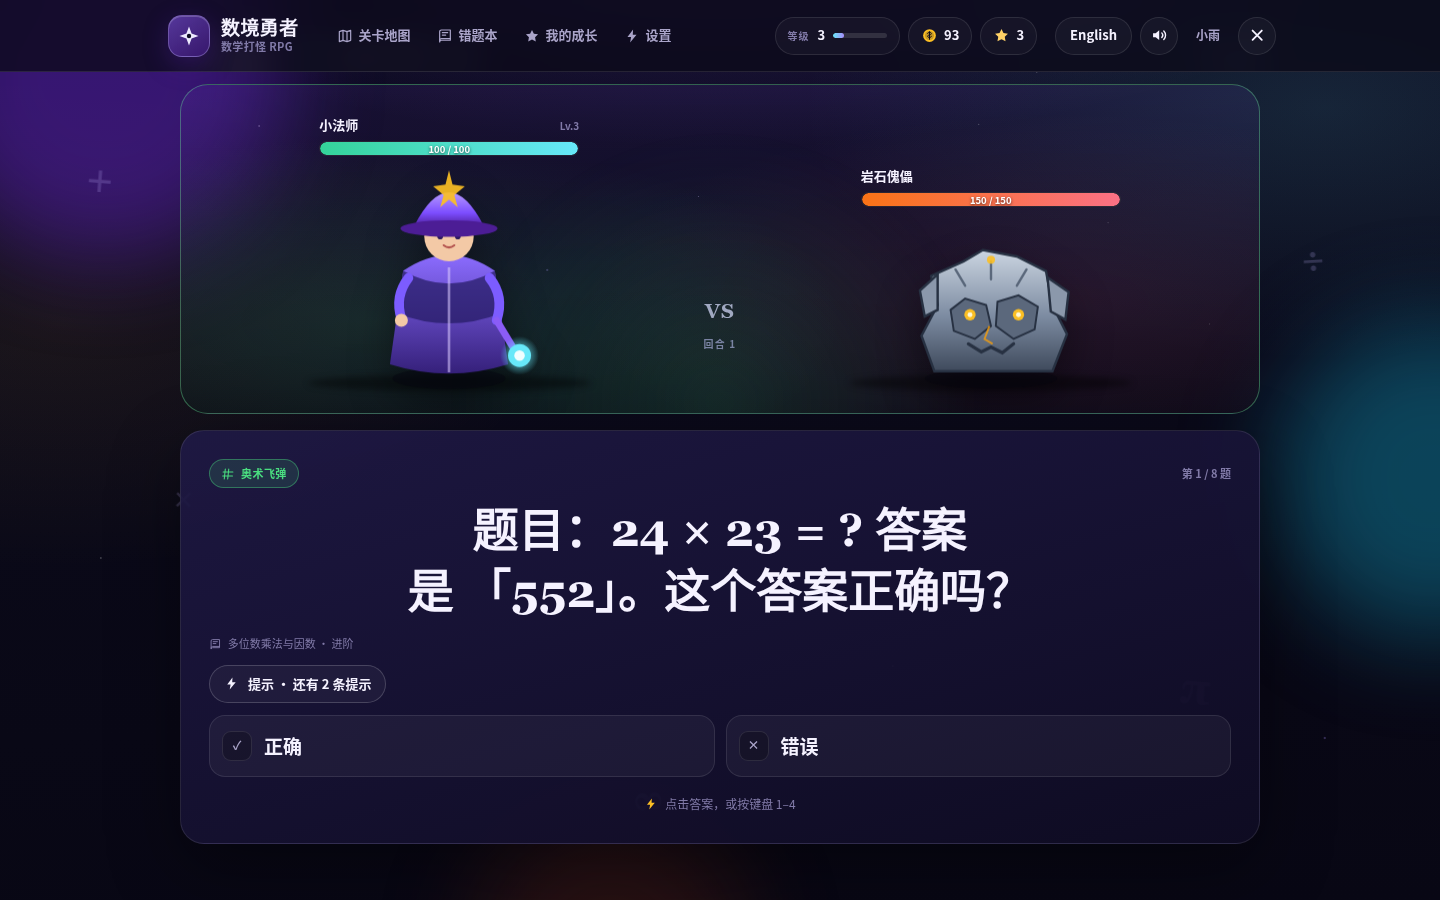 数境勇者
数学打怪 RPG
关卡地图
错题本
我的成长
设置
等级 3
93
3
English
小雨
小法师
Lv.3
100 / 100
岩石傀儡
150 / 150
VS
回合 1
奥术飞弹
第 1 / 8 题
题目：24 × 23 = ? 答案
是 「552」。这个答案正确吗？
多位数乘法与因数 · 进阶
提示 · 还有 2 条提示
正确
错误
点击答案，或按键盘 1–4